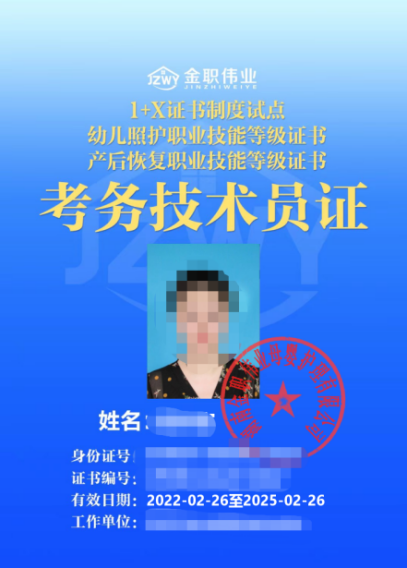 JZWY 金职伟业
JINZHIWEIYE
1+X证书制度试点
幼儿照护职业技能等级证书
产后恢复职业技能等级证书
考务技术员证
JZWY
姓名:
身份证号:
证书编号:
有效日期: 2022-02-26至2025-02-26
工作单位: